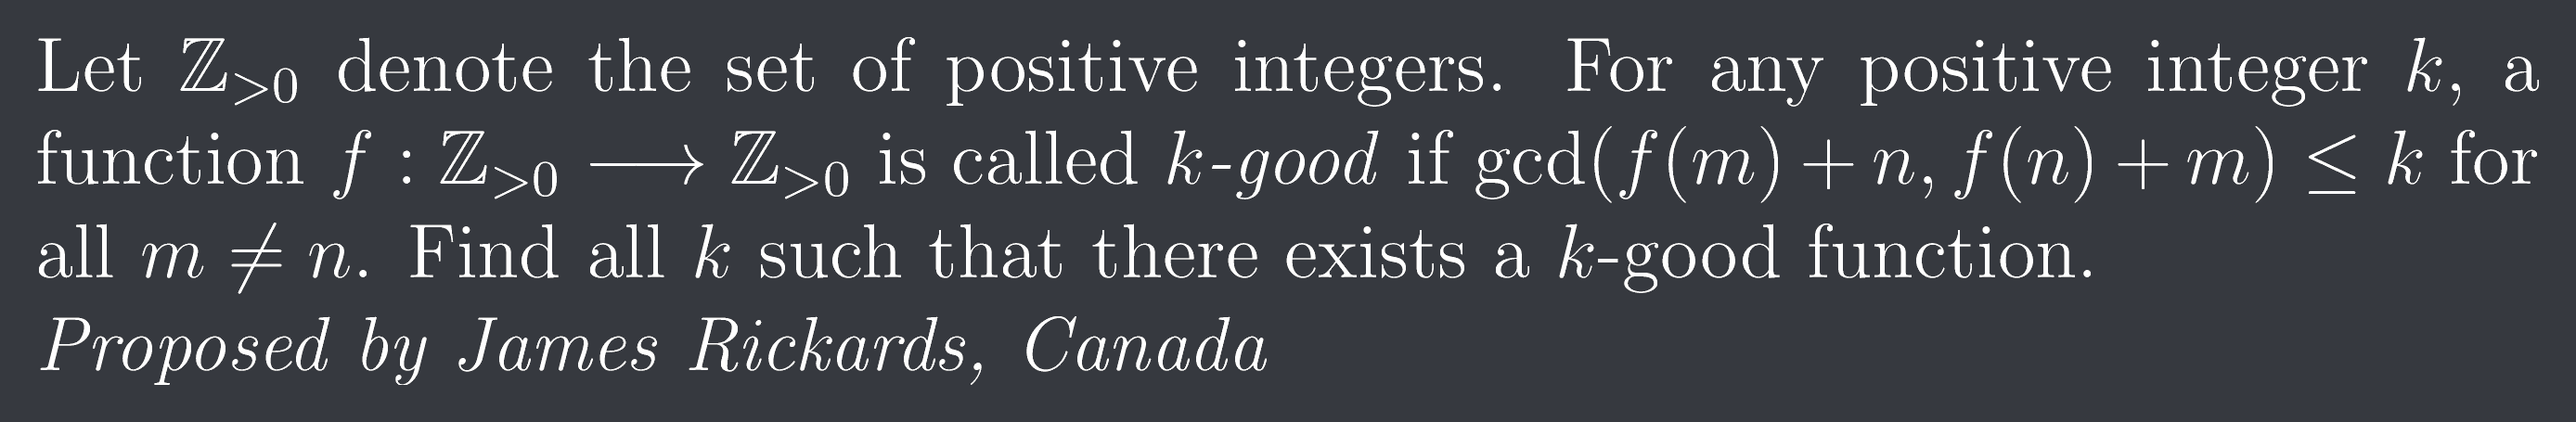 Let ℤ_{>0} denote the set of positive integers. For any positive integer k, a
function f : ℤ_{>0} ⟶ ℤ_{>0} is called k-good if gcd(f(m) + n, f(n) + m) ≤ k for
all m ≠ n. Find all k such that there exists a k-good function.
Proposed by James Rickards, Canada